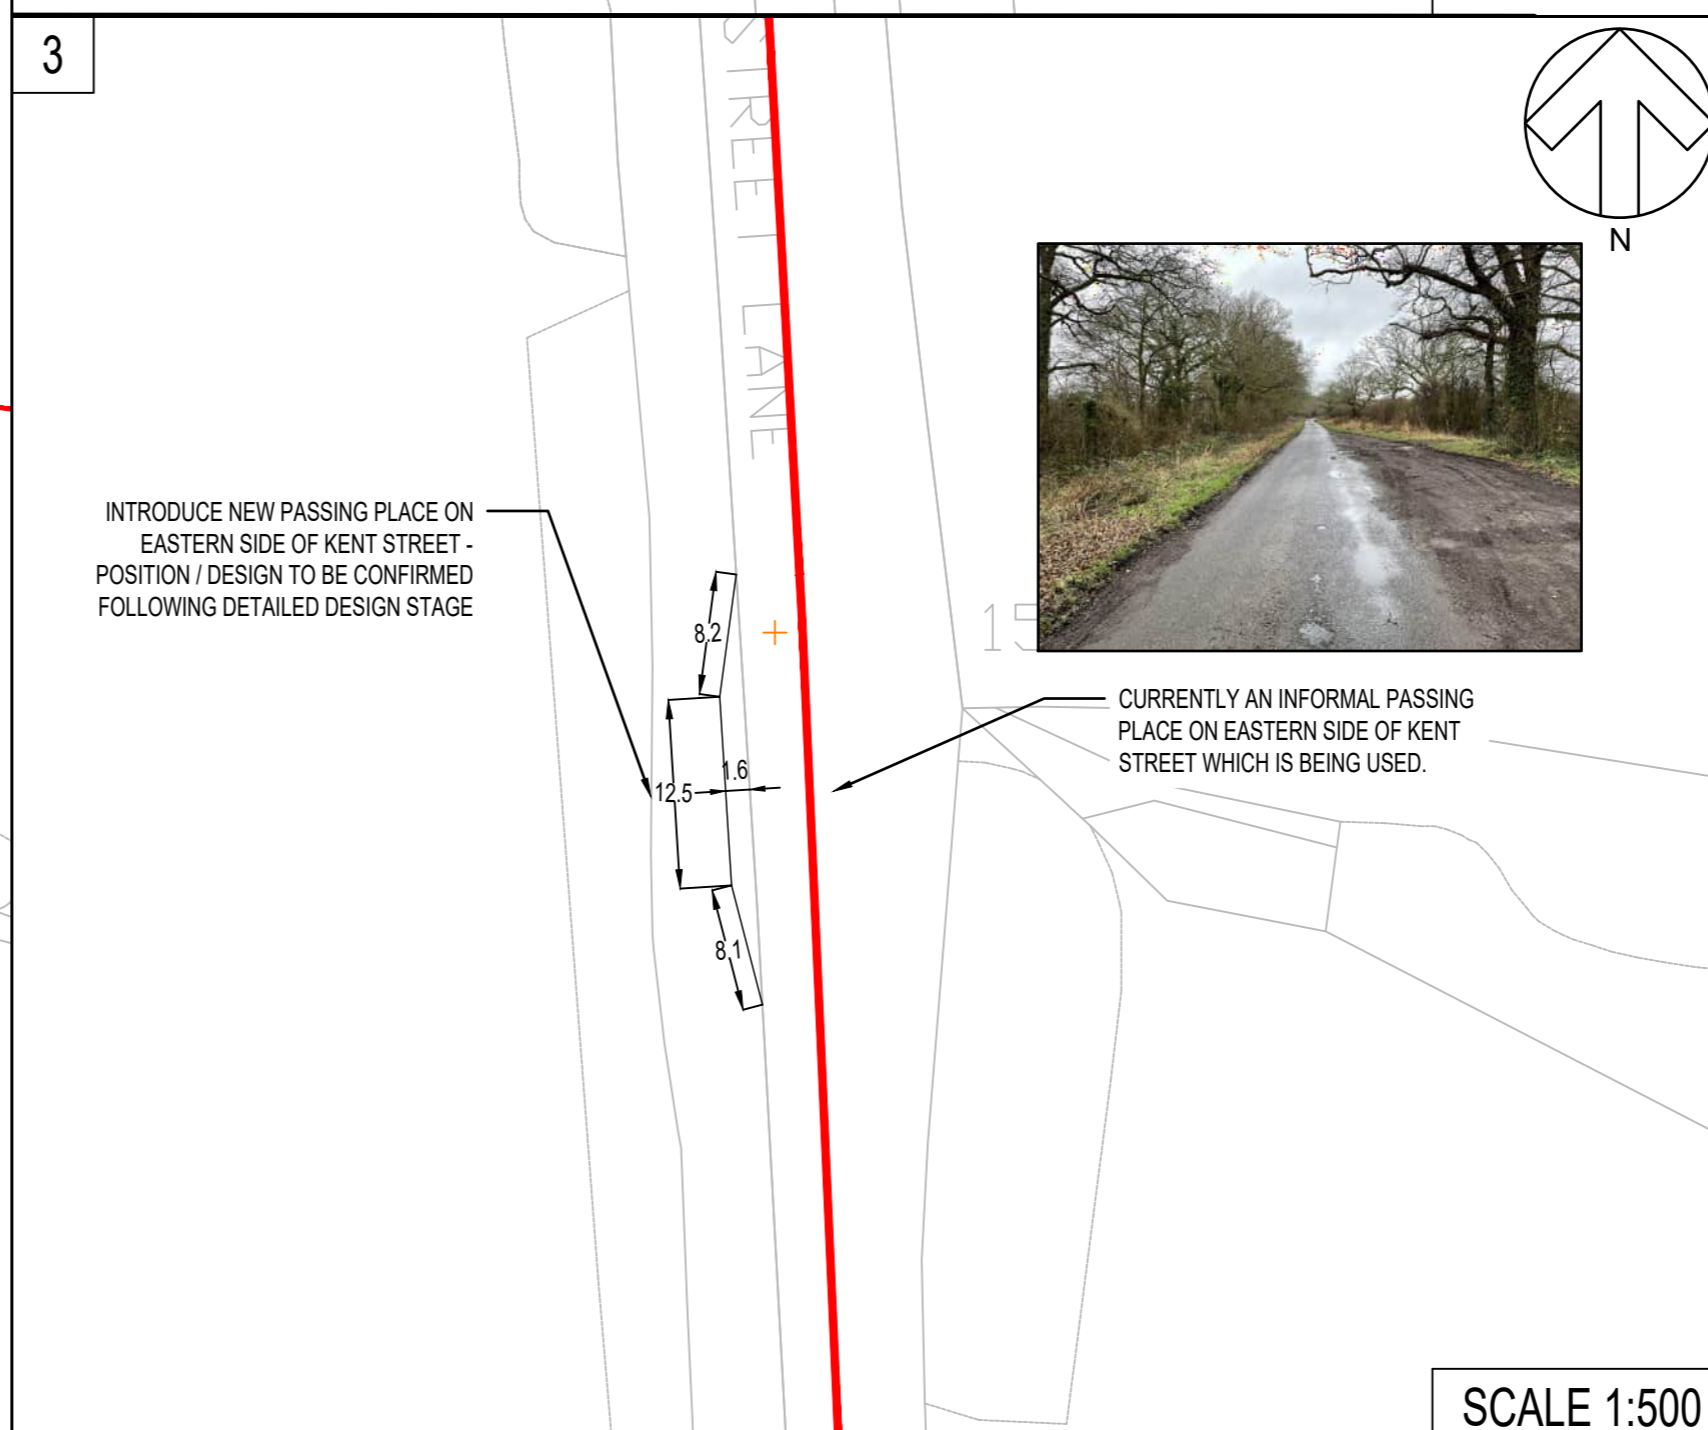 3
STREET LANE
N
INTRODUCE NEW PASSING PLACE ON
EASTERN SIDE OF KENT STREET -
POSITION / DESIGN TO BE CONFIRMED
FOLLOWING DETAILED DESIGN STAGE
8.2
15
CURRENTLY AN INFORMAL PASSING
PLACE ON EASTERN SIDE OF KENT
STREET WHICH IS BEING USED.
1.6
12.5
8.1
SCALE 1:500